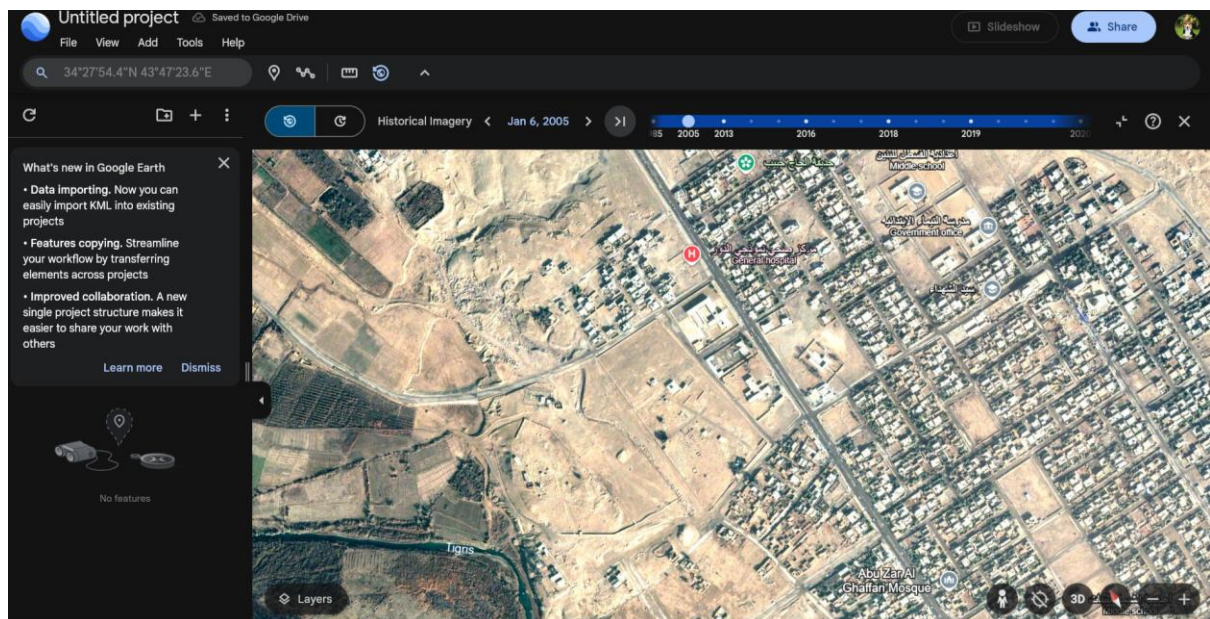 Untitled project
Saved to Google Drive
File View Add Tools Help
Slideshow
Share
34°27'54.4"N 43°47'23.6"E
Historical Imagery
Jan 6, 2005
2005 2013 2016 2018 2019 2020
What's new in Google Earth
• Data importing. Now you can
easily import KML into existing
projects
• Features copying. Streamline
your workflow by transferring
elements across projects
• Improved collaboration. A new
single project structure makes it
easier to share your work with
others
Learn more Dismiss
No features
حديقة الحاج حسيب
Middle school
Government office
H
General hospital
Tigris
Abu Zar Al
Ghaffan Mosque
Layers
3D